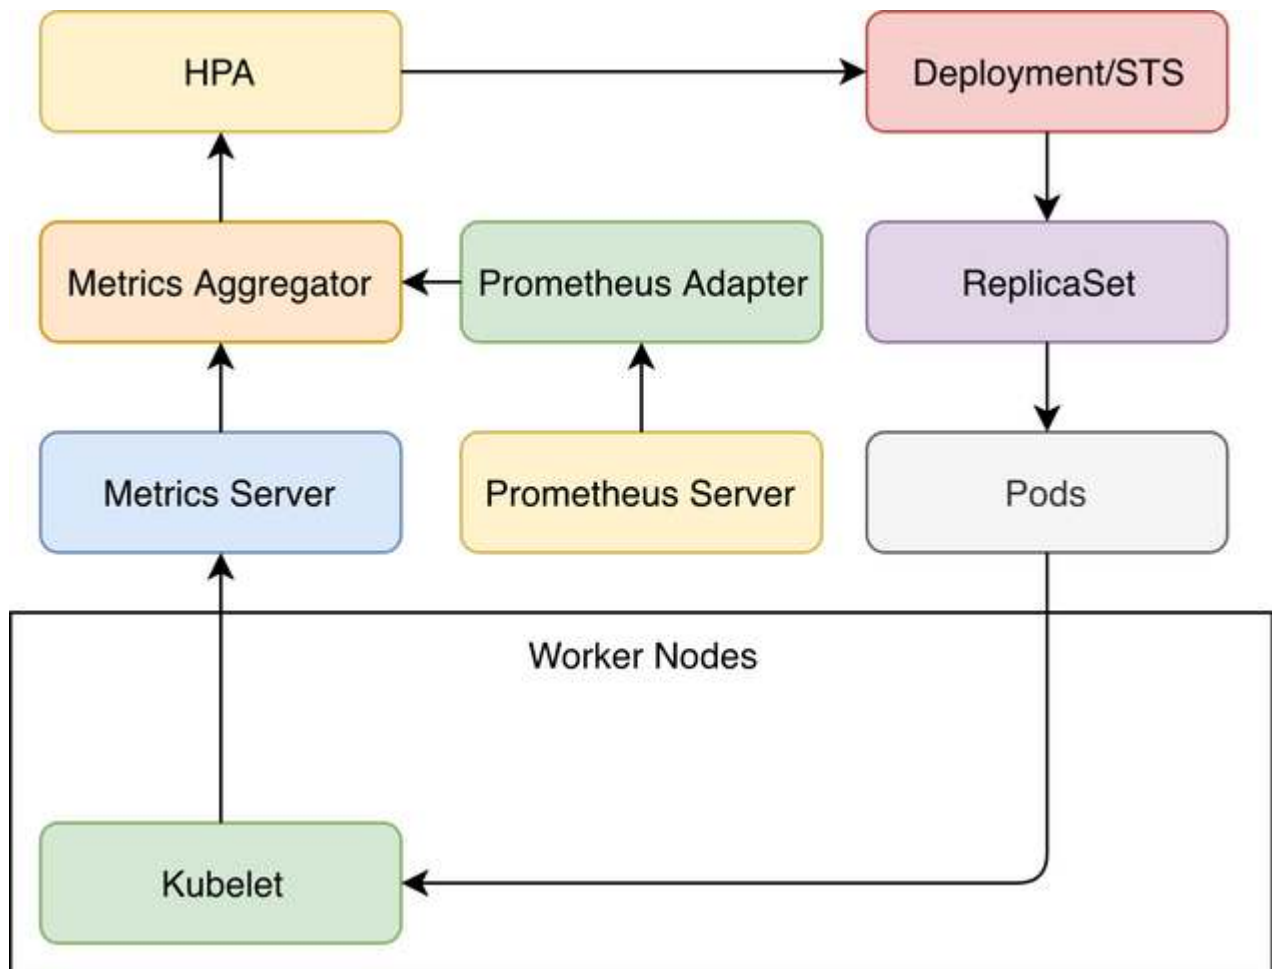 HPA
Deployment/STS
Metrics Aggregator
Prometheus Adapter
ReplicaSet
Metrics Server
Prometheus Server
Pods
Worker Nodes
Kubelet